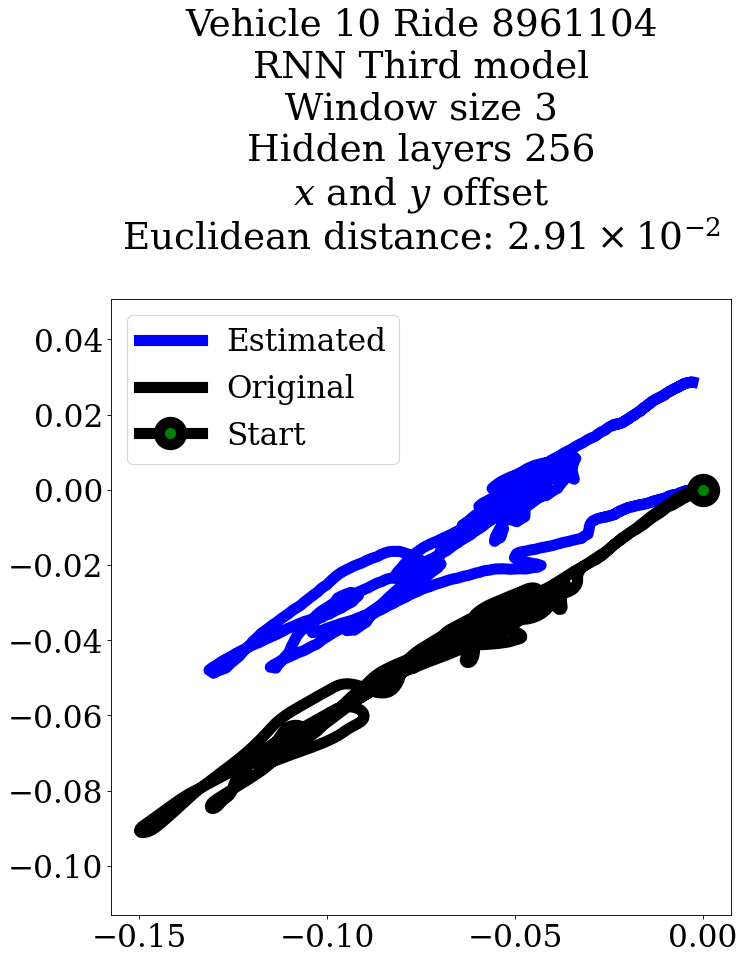 Vehicle 10 Ride 8961104
RNN Third model
Window size 3
Hidden layers 256
x and y offset
Euclidean distance: 2.91 × 10⁻²
Estimated
Original
Start
0.04
0.02
0.00
−0.02
−0.04
−0.06
−0.08
−0.10
−0.15
−0.10
−0.05
0.00